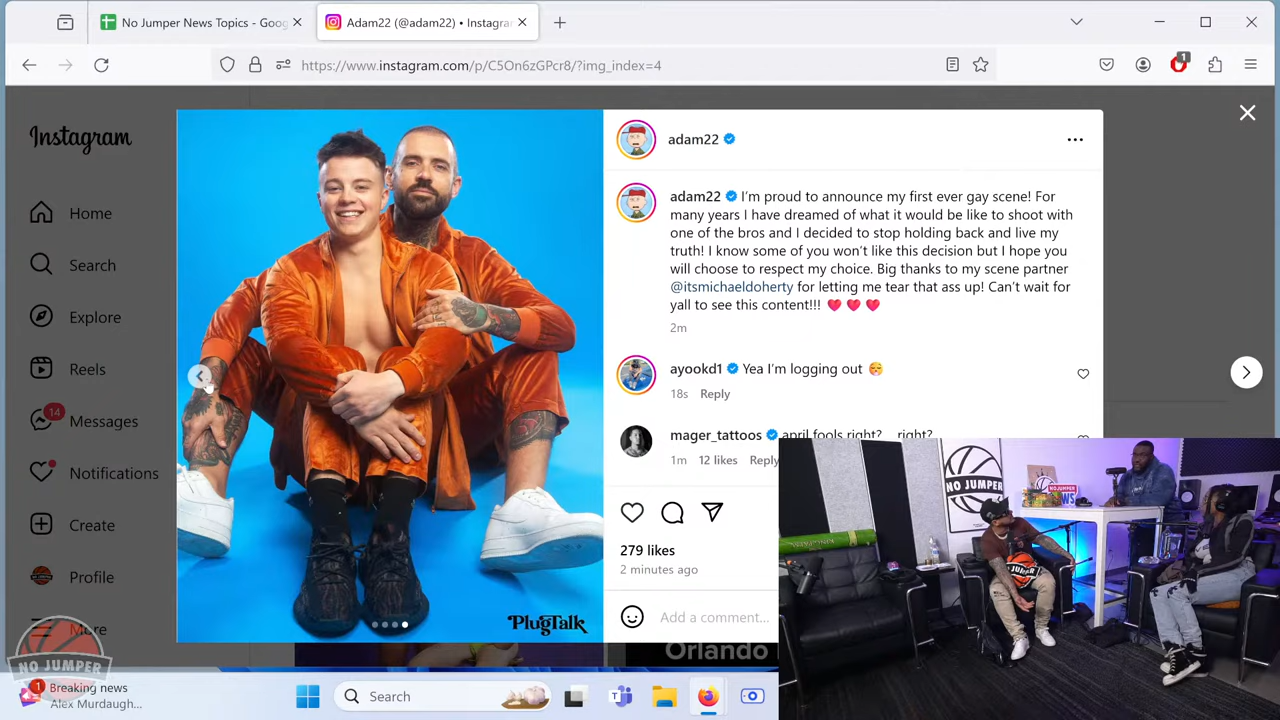 No Jumper News Topics - Goog
Adam22 (@adam22) • Instagram
https://www.instagram.com/p/C5On6zGPcr8/?img_index=4
1
Instagram
Home
Search
Explore
Reels
14
Messages
Notifications
Create
Profile
More
PlugTalk
adam22
adam22 I'm proud to announce my first ever gay scene! For
many years I have dreamed of what it would be like to shoot with
one of the bros and I decided to stop holding back and live my
truth! I know some of you won't like this decision but I hope you
will choose to respect my choice. Big thanks to my scene partner
@itsmichaeldoherty for letting me tear that ass up! Can't wait for
yall to see this content!!! ❤️ ❤️ ❤️
2m
ayookd1 Yea I'm logging out
18s Reply
mager_tattoos april fools right?... right?
1m 12 likes Reply
279 likes
2 minutes ago
Add a comment...
Orlando
NO JUMPER
NO JUMPER
NO JUMPER
1
Breaking news
Alex Murdaugh...
Search